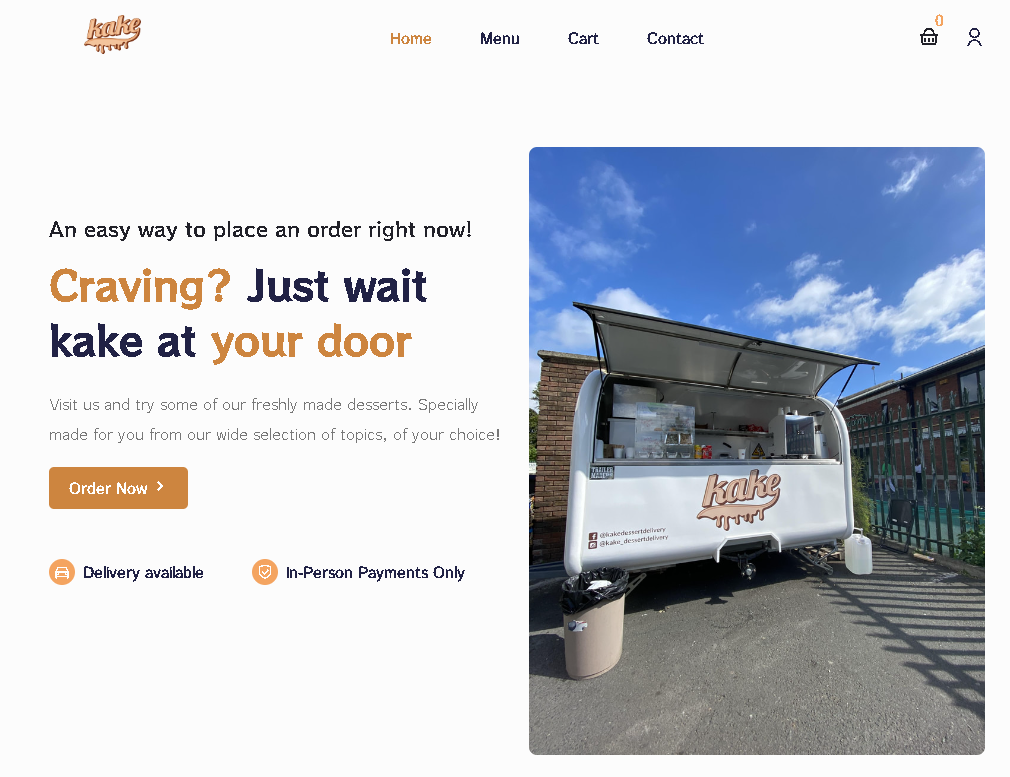 kake
Home Menu Cart Contact
0
An easy way to place an order right now!
Craving? Just wait
kake at your door
Visit us and try some of our freshly made desserts. Specially
made for you from our wide selection of topics, of your choice!
Order Now
Delivery available In-Person Payments Only
TRAILER
MAKERS
kake
@kakedessertdelivery
@kake_dessertdelivery